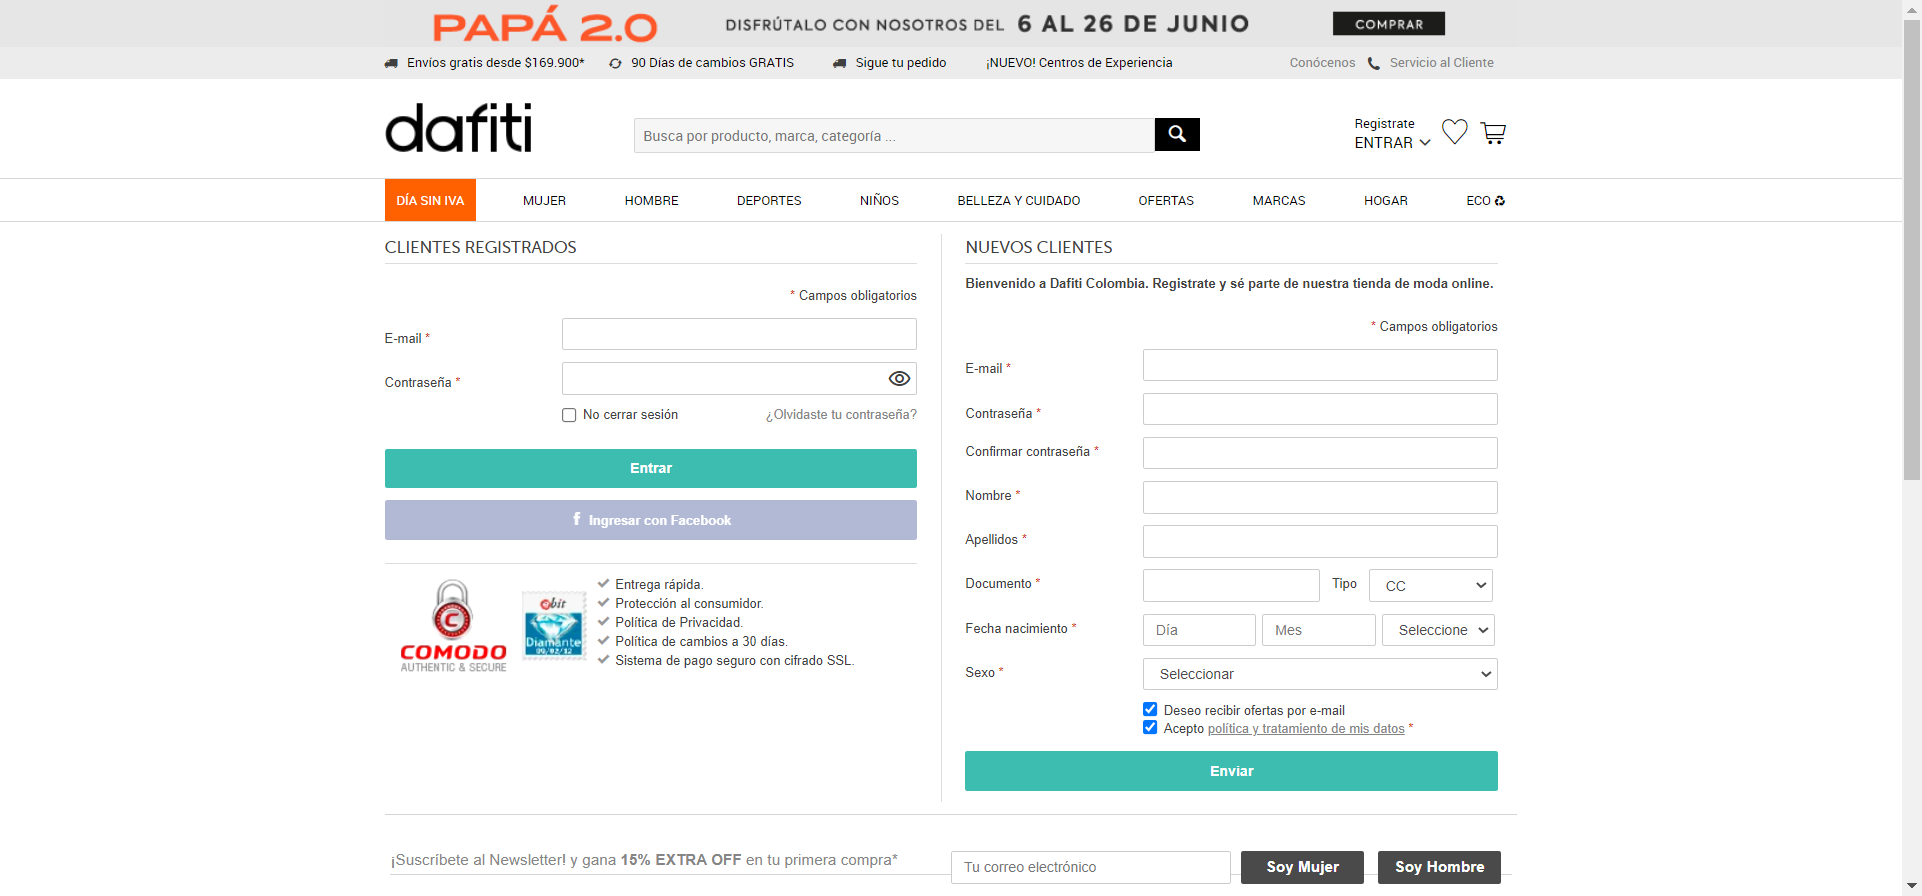 PAPÁ 2.0 DISFRÚTALO CON NOSOTROS DEL 6 AL 26 DE JUNIO COMPRAR
Envíos gratis desde $169.900* 90 Días de cambios GRATIS Sigue tu pedido ¡NUEVO! Centros de Experiencia Conócenos Servicio al Cliente
dafiti
Busca por producto, marca, categoría ...
Registrate
ENTRAR
DÍA SIN IVA MUJER HOMBRE DEPORTES NIÑOS BELLEZA Y CUIDADO OFERTAS MARCAS HOGAR ECO
CLIENTES REGISTRADOS
* Campos obligatorios
E-mail *
Contraseña *
No cerrar sesión ¿Olvidaste tu contraseña?
Entrar
f Ingresar con Facebook
C
COMODO
AUTHENTIC & SECURE
ebit
Diamante
09/02/12
Entrega rápida.
Protección al consumidor.
Política de Privacidad.
Política de cambios a 30 días.
Sistema de pago seguro con cifrado SSL.
NUEVOS CLIENTES
Bienvenido a Dafiti Colombia. Registrate y sé parte de nuestra tienda de moda online.
* Campos obligatorios
E-mail *
Contraseña *
Confirmar contraseña *
Nombre *
Apellidos *
Documento * Tipo CC
Fecha nacimiento * Día Mes Seleccione
Sexo * Seleccionar
Deseo recibir ofertas por e-mail
Acepto política y tratamiento de mis datos *
Enviar
¡Suscríbete al Newsletter! y gana 15% EXTRA OFF en tu primera compra* Tu correo electrónico Soy Mujer Soy Hombre